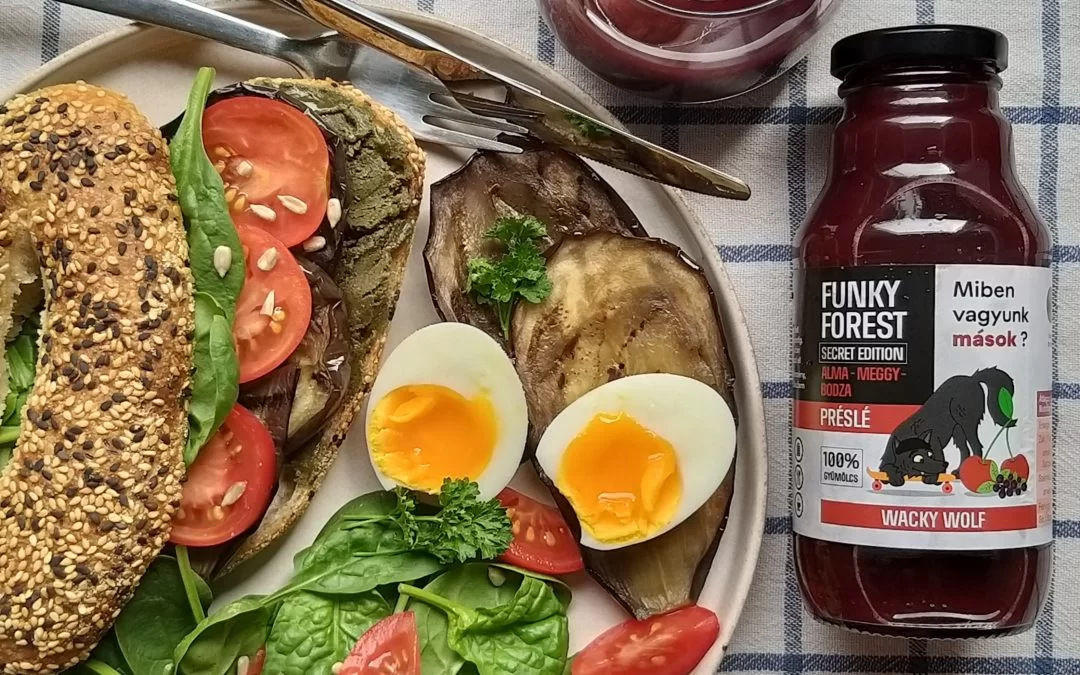 FUNKY
FOREST
SECRET EDITION
ALMA - MEGGY -
BODZA
PRÉSLÉ
100%
GYÜMÖLCS
WACKY WOLF
Miben
vagyunk
mások?